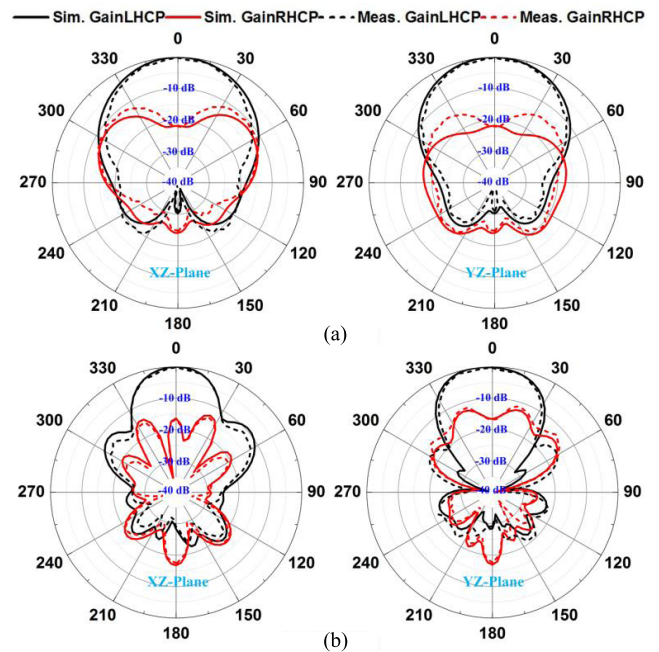 Sim. GainLHCP Sim. GainRHCP Meas. GainLHCP Meas. GainRHCP
0 0
330 30 330 30
-10 dB -10 dB
300 60 300 60
-20 dB -20 dB
-30 dB -30 dB
270 -40 dB 90 270 -40 dB 90
240 120 240 120
XZ-Plane YZ-Plane
210 150 210 150
180 180
(a)
0 0
330 30 330 30
-10 dB -10 dB
300 60 300 60
-20 dB -20 dB
-30 dB -30 dB
270 -40 dB 90 270 -40 dB 90
240 120 240 120
XZ-Plane YZ-Plane
210 150 210 150
180 180
(b)